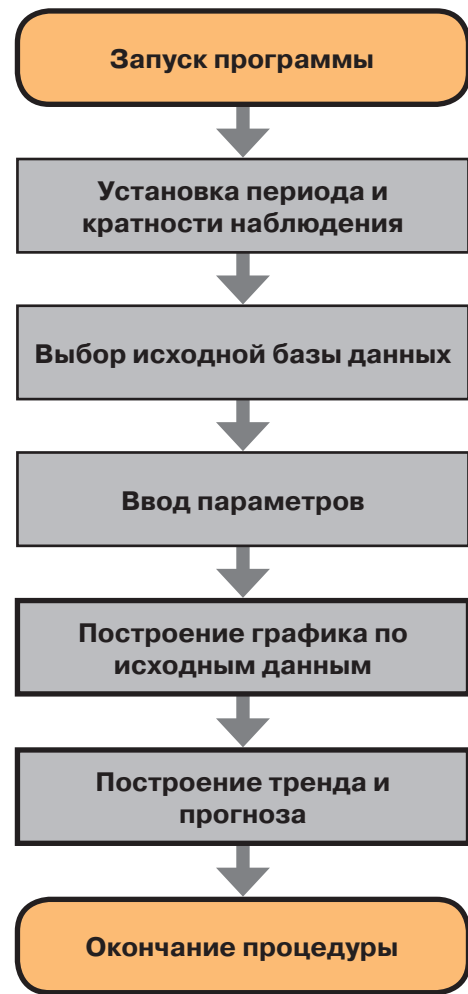 Запуск программы
Установка периода и
кратности наблюдения
Выбор исходной базы данных
Ввод параметров
Построение графика по
исходным данным
Построение тренда и
прогноза
Окончание процедуры